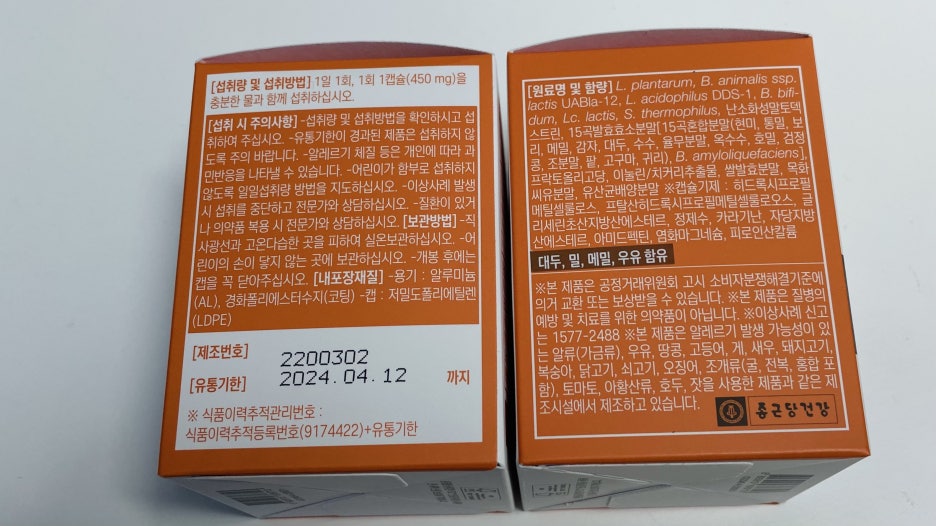 [섭취량 및 섭취방법] 1일 1회, 1회 1캡슐(450 mg)을
충분한 물과 함께 섭취하십시오.
[섭취 시 주의사항] -섭취량 및 섭취방법을 확인하시고 섭
취하여 주십시오. -유통기한이 경과된 제품은 섭취하지 않
도록 주의 바랍니다. -알레르기 체질 등은 개인에 따라 과
민반응을 나타낼 수 있습니다. -어린이가 함부로 섭취하지
않도록 일일섭취량 방법을 지도하십시오. -이상사례 발생
시 섭취를 중단하고 전문가와 상담하십시오. -질환이 있거
나 의약품 복용 시 전문가와 상담하십시오. [보관방법] -직
사광선과 고온다습한 곳을 피하여 실온보관하십시오. -어
린이의 손이 닿지 않는 곳에 보관하십시오. -개봉 후에는
캡을 꼭 닫아주십시오. [내포장재질] -용기 : 알루미늄
(AL), 경화폴리에스터수지(코팅) -캡 : 저밀도폴리에틸렌
(LDPE)
[제조번호] 2200302
[유통기한] 2024.04.12 까지
※ 식품이력추적관리번호 :
식품이력추적등록번호(9174422)+유통기한
[원료명 및 함량] L. plantarum, B. animalis ssp.
lactis UABla-12, L. acidophilus DDS-1, B. bifi-
dum, Lc. lactis, S. thermophilus, 난소화성말토덱
스트린, 15곡발효효소분말[15곡혼합분말(현미, 통밀, 보
리, 메밀, 감자, 대두, 수수, 율무분말, 옥수수, 호밀, 검정
콩, 조분말, 팥, 고구마, 귀리), B. amyloliquefaciens],
프락토올리고당, 이눌린/치커리추출물, 쌀발효분말, 목화
씨유분말, 유산균배양분말 ※캡슐기제 : 히드록시프로필
메틸셀룰로스, 프탈산히드록시프로필메틸셀룰로오스, 글
리세린초산지방산에스테르, 정제수, 카라기난, 자당지방
산에스테르, 아미드펙틴, 염화마그네슘, 피로인산칼륨
대두, 밀, 메밀, 우유 함유
※본 제품은 공정거래위원회 고시 소비자분쟁해결기준에
의거 교환 또는 보상받을 수 있습니다. ※본 제품은 질병의
예방 및 치료를 위한 의약품이 아닙니다. ※이상사례 신고
는 1577-2488 ※본 제품은 알레르기 발생 가능성이 있
는 알류(가금류), 우유, 땅콩, 고등어, 게, 새우, 돼지고기,
복숭아, 닭고기, 쇠고기, 오징어, 조개류(굴, 전복, 홍합 포
함), 토마토, 아황산류, 호두, 잣을 사용한 제품과 같은 제
조시설에서 제조하고 있습니다.
종근당건강